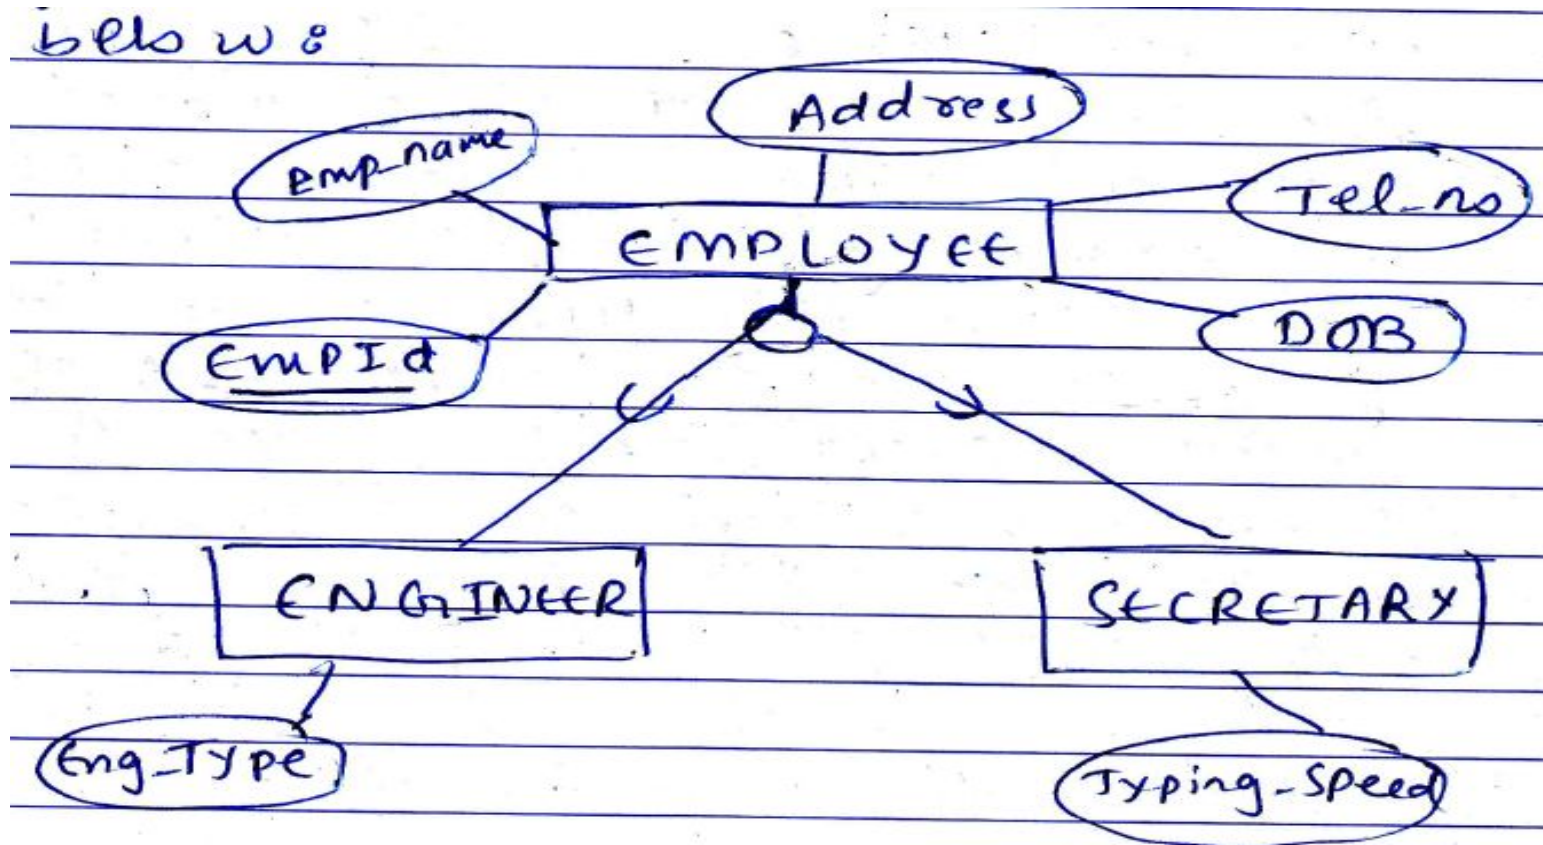 below:
Address
emp_name
Tel_no
EMPLOYEE
EmpId
DOB
ENGINEER
SECRETARY
Eng_Type
Typing_Speed